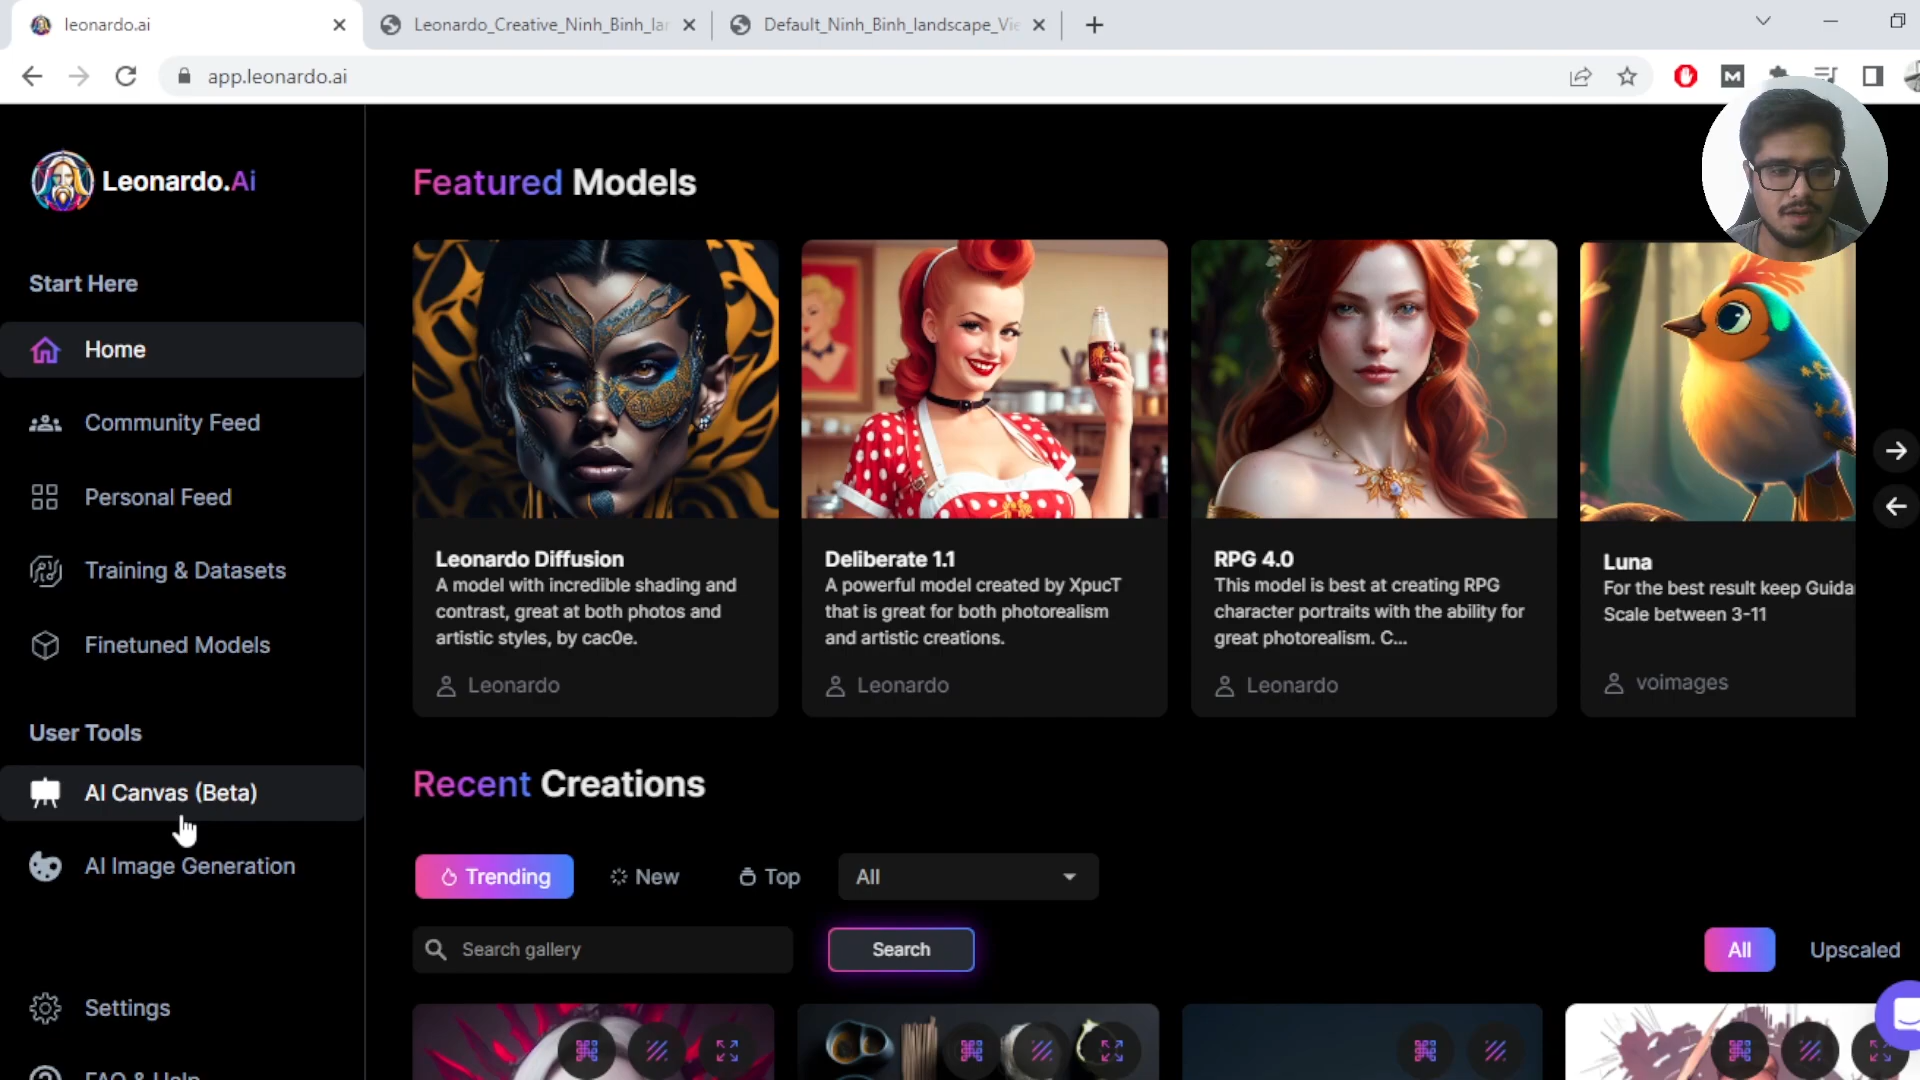 leonardo.ai
Leonardo_Creative_Ninh_Binh_la
Default_Ninh_Binh_landscape_Vie
app.leonardo.ai
Leonardo.Ai
Start Here
Home
Community Feed
Personal Feed
Training & Datasets
Finetuned Models
User Tools
AI Canvas (Beta)
AI Image Generation
Settings
FAQ & Help
Featured Models
Leonardo Diffusion
A model with incredible shading and
contrast, great at both photos and
artistic styles, by cac0e.
Leonardo
Deliberate 1.1
A powerful model created by XpucT
that is great for both photorealism
and artistic creations.
Leonardo
RPG 4.0
This model is best at creating RPG
character portraits with the ability for
great photorealism. C...
Leonardo
Luna
For the best result keep Guida
Scale between 3-11
voimages
Recent Creations
Trending
New
Top
All
Search gallery
Search
All
Upscaled